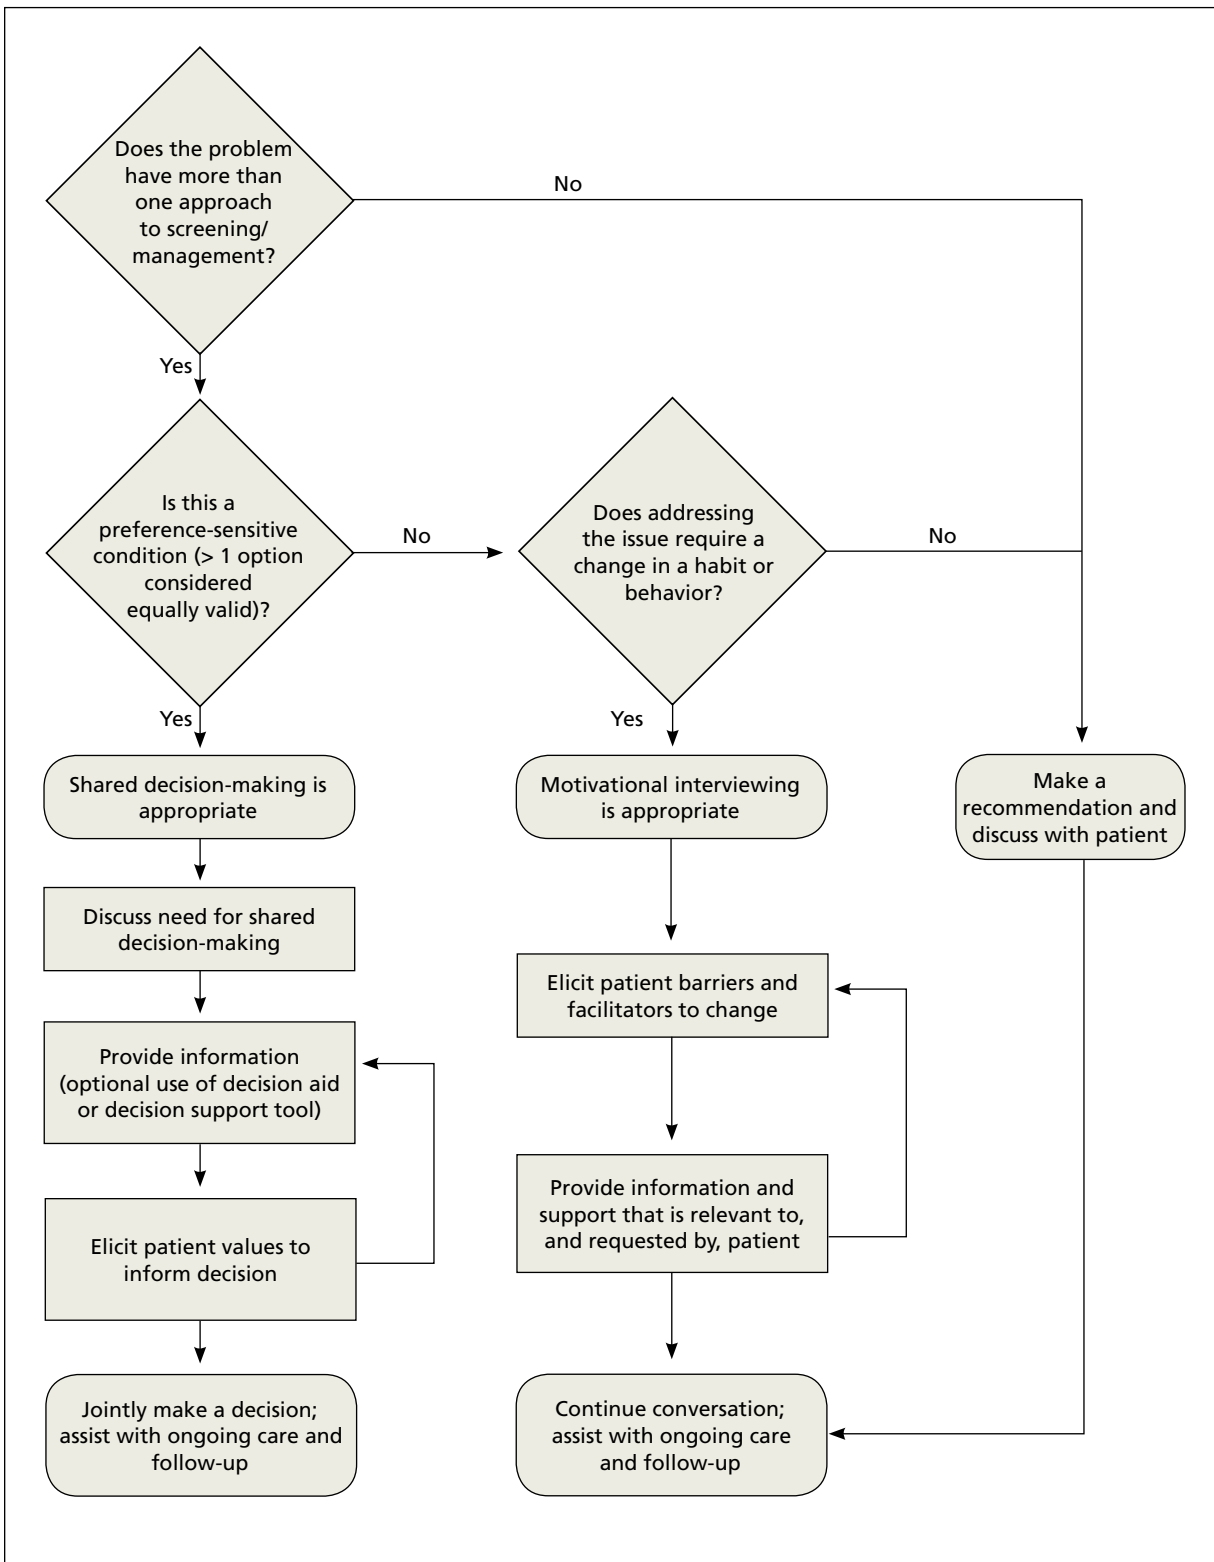 Does the problem
have more than
one approach
to screening/
management?
No
Yes
Is this a
preference-sensitive
condition (> 1 option
considered
equally valid)?
No
Does addressing
the issue require a
change in a habit or
behavior?
No
Yes
Yes
Shared decision-making is
appropriate
Motivational interviewing
is appropriate
Make a
recommendation and
discuss with patient
Discuss need for shared
decision-making
Elicit patient barriers and
facilitators to change
Provide information
(optional use of decision aid
or decision support tool)
Provide information and
support that is relevant to,
and requested by, patient
Elicit patient values to
inform decision
Jointly make a decision;
assist with ongoing care and
follow-up
Continue conversation;
assist with ongoing care
and follow-up